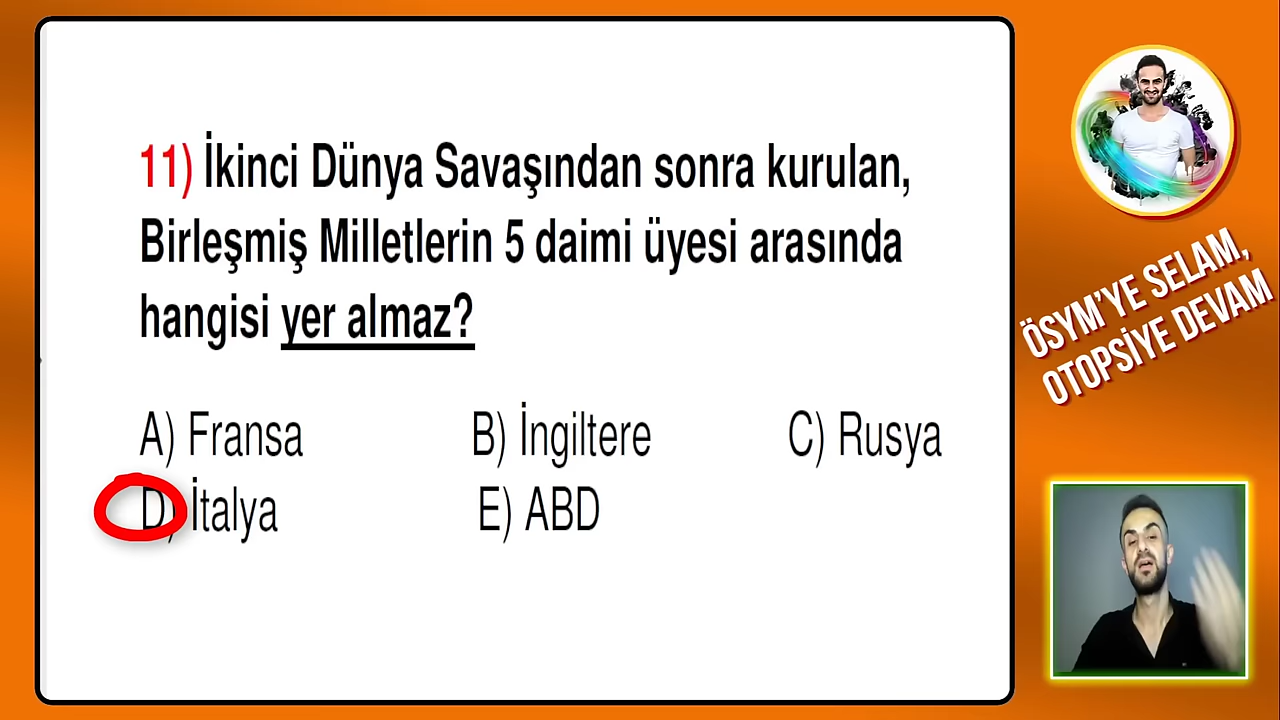 11) İkinci Dünya Savaşından sonra kurulan,
Birleşmiş Milletlerin 5 daimi üyesi arasında
hangisi yer almaz?
A) Fransa B) İngiltere C) Rusya
D) İtalya E) ABD
ÖSYM'YE SELAM,
OTOPSİYE DEVAM